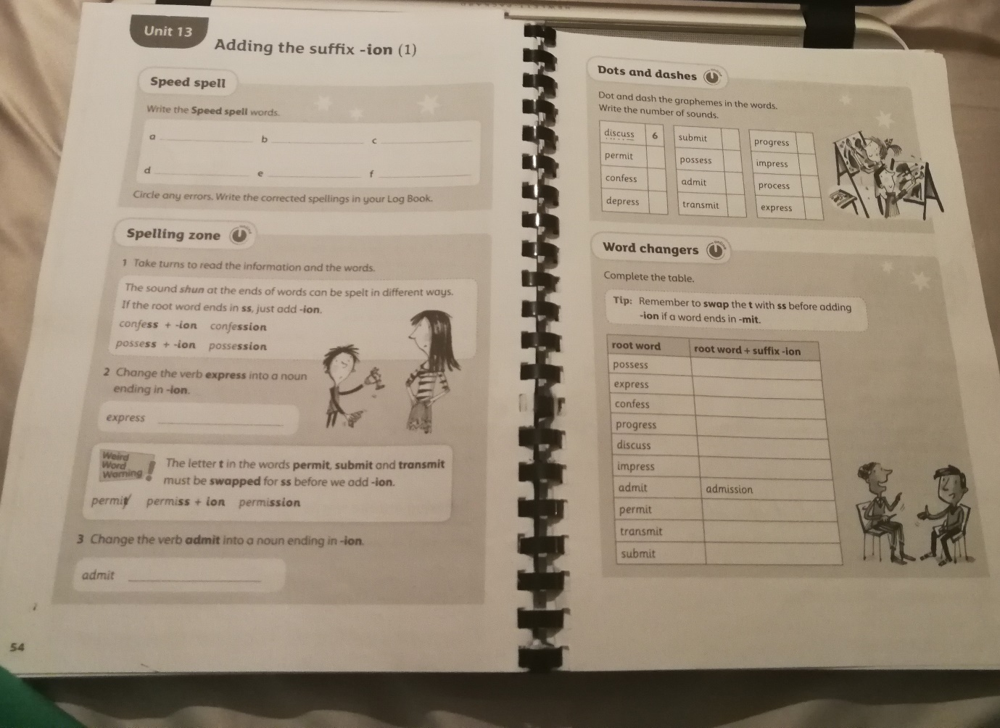 Unit 13
Adding the suffix -ion (1)
Speed spell
Write the Speed spell words.
a b c
d e f
Circle any errors. Write the corrected spellings in your Log Book.
Spelling zone
1 Take turns to read the information and the words.
The sound shun at the ends of words can be spelt in different ways.
If the root word ends in ss, just add -ion.
confess + -ion confession
possess + -ion possession
2 Change the verb express into a noun
ending in -ion.
express
Weird
Word
Warning !
The letter t in the words permit, submit and transmit
must be swapped for ss before we add -ion.
permit permiss + ion permission
3 Change the verb admit into a noun ending in -ion.
admit
54
Dots and dashes
Dot and dash the graphemes in the words.
Write the number of sounds.
discuss 6 submit progress
permit possess impress
confess admit process
depress transmit express
Word changers
Complete the table.
Tip: Remember to swap the t with ss before adding
-ion if a word ends in -mit.
root word root word + suffix -ion
possess
express
confess
progress
discuss
impress
admit admission
permit
transmit
submit